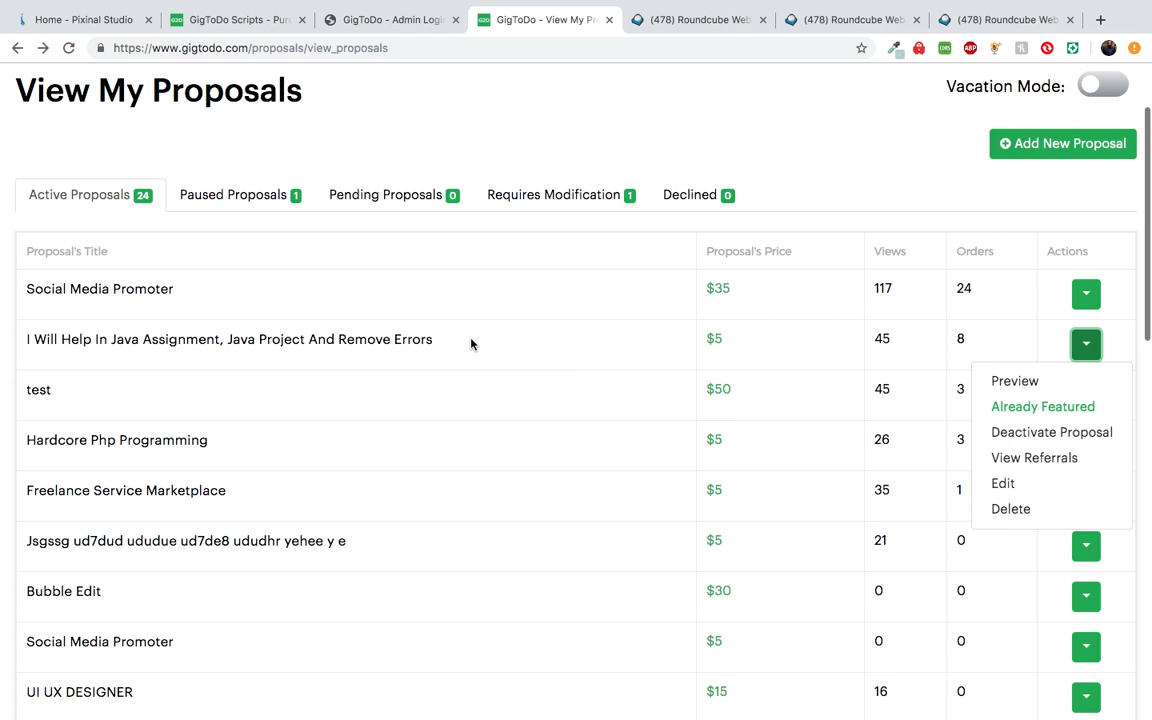 Home - Pixinal Studio
GigToDo Scripts - Pure
GigToDo - Admin Login
GigToDo - View My Pr
(478) Roundcube Web
(478) Roundcube Web
(478) Roundcube Web
https://www.gigtodo.com/proposals/view_proposals
View My Proposals
Vacation Mode:
Add New Proposal
Active Proposals 24
Paused Proposals 1
Pending Proposals 0
Requires Modification 1
Declined 0
Proposal's Title Proposal's Price Views Orders Actions
Social Media Promoter $35 117 24
I Will Help In Java Assignment, Java Project And Remove Errors $5 45 8
test $50 45 3
Hardcore Php Programming $5 26 3
Freelance Service Marketplace $5 35 1
Jsgssg ud7dud ududue ud7de8 ududhr yehee y e $5 21 0
Bubble Edit $30 0 0
Social Media Promoter $5 0 0
UI UX DESIGNER $15 16 0
Preview
Already Featured
Deactivate Proposal
View Referrals
Edit
Delete